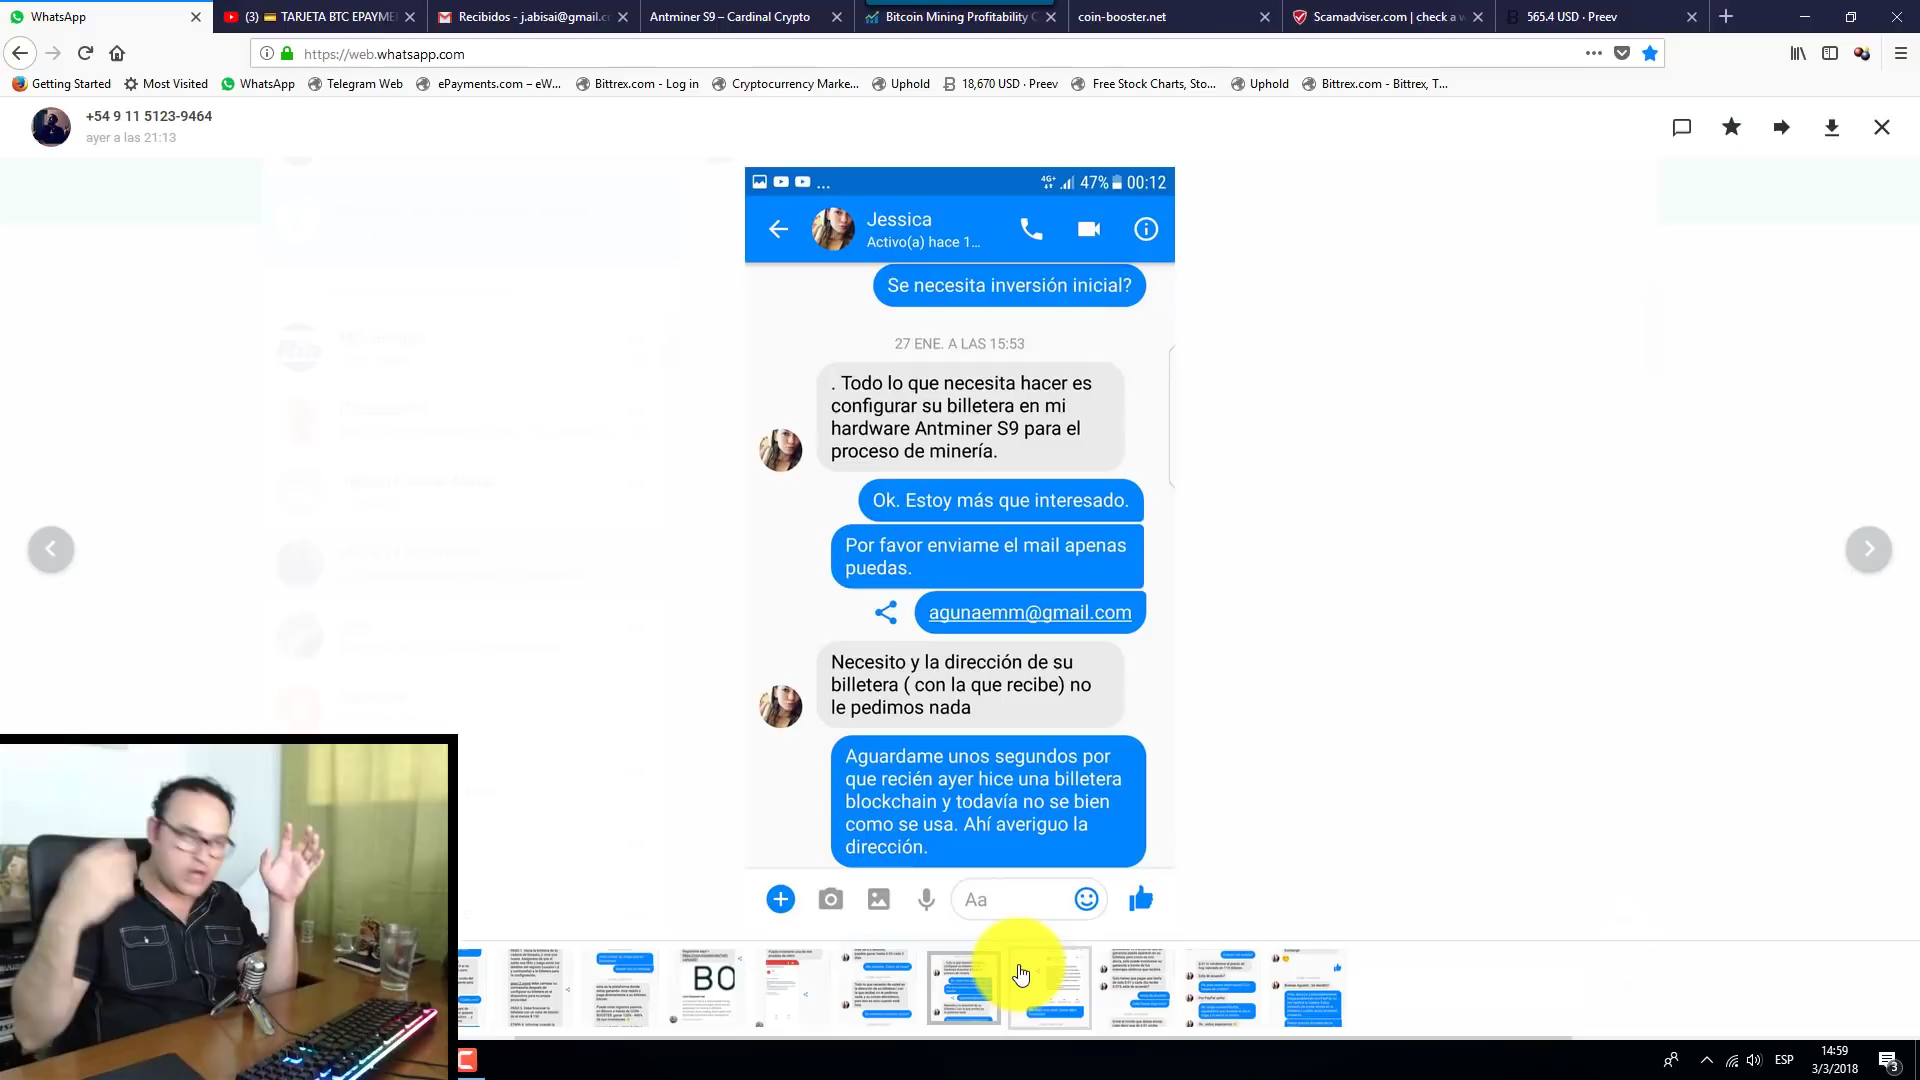 WhatsApp
(3) TARJETA BTC EPAYME
Recibidos - j.abisai@gmail.c
Antminer S9 – Cardinal Crypto
Bitcoin Mining Profitability C
coin-booster.net
Scamadviser.com | check a w
565.4 USD · Preev
https://web.whatsapp.com
Getting Started
Most Visited
WhatsApp
Telegram Web
ePayments.com – eW...
Bittrex.com - Log in
Cryptocurrency Marke...
Uphold
18,670 USD · Preev
Free Stock Charts, Sto...
Uphold
Bittrex.com - Bittrex, T...
+54 9 11 5123-9464
ayer a las 21:13
... 4G+ 47% 00:12
Jessica
Activo(a) hace 1...
Se necesita inversión inicial?
27 ENE. A LAS 15:53
. Todo lo que necesita hacer es
configurar su billetera en mi
hardware Antminer S9 para el
proceso de minería.
Ok. Estoy más que interesado.
Por favor enviame el mail apenas
puedas.
agunaemm@gmail.com
Necesito y la dirección de su
billetera ( con la que recibe) no
le pedimos nada
Aguardame unos segundos por
que recién ayer hice una billetera
blockchain y todavía no se bien
como se usa. Ahí averiguo la
dirección.
Aa
BO
ESP
14:59
3/3/2018
3